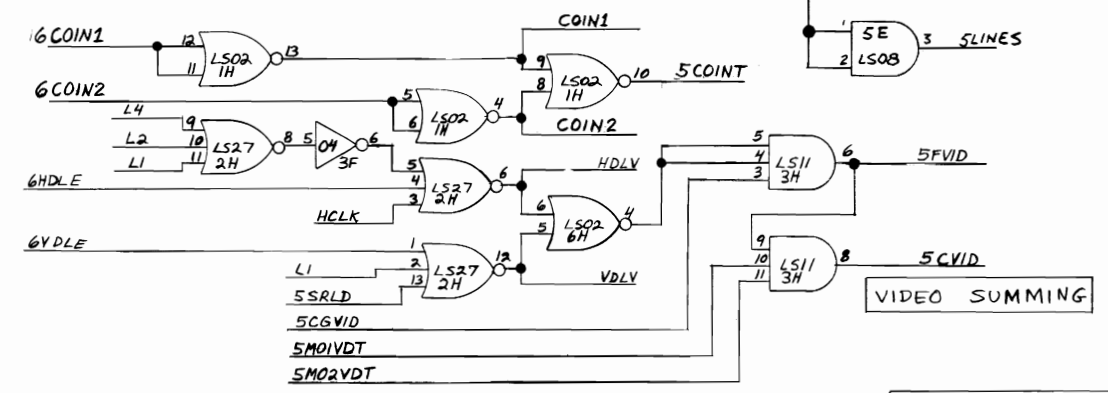 COIN1
16COIN1
12
11
LS02
1H
13
9
8
LS02
1H
10
5COINT
1
2
5E
LS08
3
5LINES
6COIN2
5
6
LS02
1H
4
COIN2
L4
L2
L1
9
10
11
LS27
2H
8
5
04
6
3F
6HDLE
HCLK
5
4
3
LS27
2H
6
HDLV
6
5
LS02
6H
4
5
4
3
LS11
3H
6
5FVID
6VDLE
L1
5SRLD
1
2
13
LS27
2H
12
VDLV
9
10
11
LS11
3H
8
5CVID
VIDEO SUMMING
5CGVID
5MO1VDT
5MO2VDT